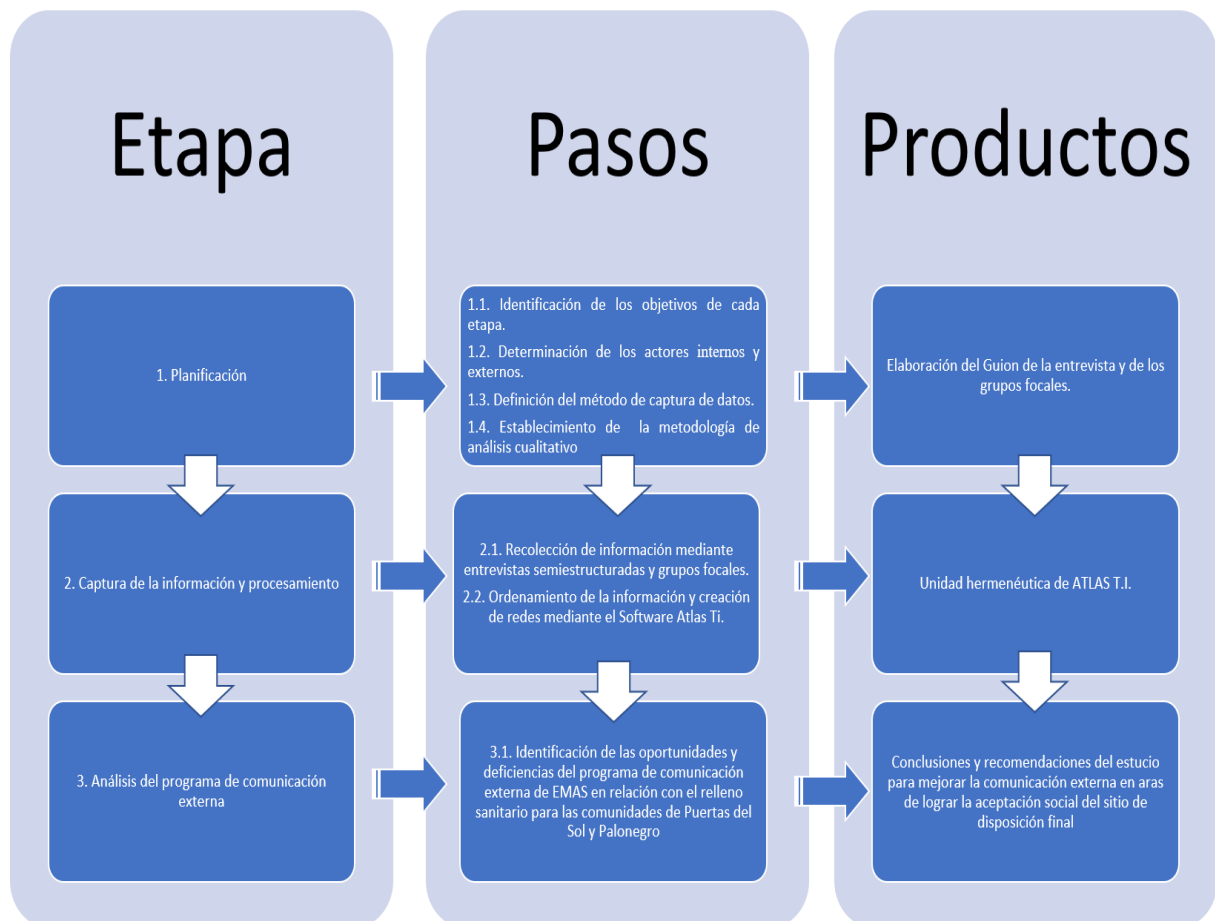 Etapa
Pasos
Productos
1. Planificación
1.1. Identificación de los objetivos de cada
etapa.
1.2. Determinación de los actores internos y
externos.
1.3. Definición del método de captura de datos.
1.4. Establecimiento de la metodología de
análisis cualitativo
Elaboración del Guion de la entrevista y de los
grupos focales.
2. Captura de la información y procesamiento
2.1. Recolección de información mediante
entrevistas semiestructuradas y grupos focales.
2.2. Ordenamiento de la información y creación
de redes mediante el Software Atlas Ti.
Unidad hermenéutica de ATLAS T.I.
3. Análisis del programa de comunicación
externa
3.1. Identificación de las oportunidades y
deficiencias del programa de comunicación
externa de EMAS en relación con el relleno
sanitario para las comunidades de Puertas del
Sol y Palonegro
Conclusiones y recomendaciones del estucio
para mejorar la comunicación externa en aras
de lograr la aceptación social del sitio de
disposición final